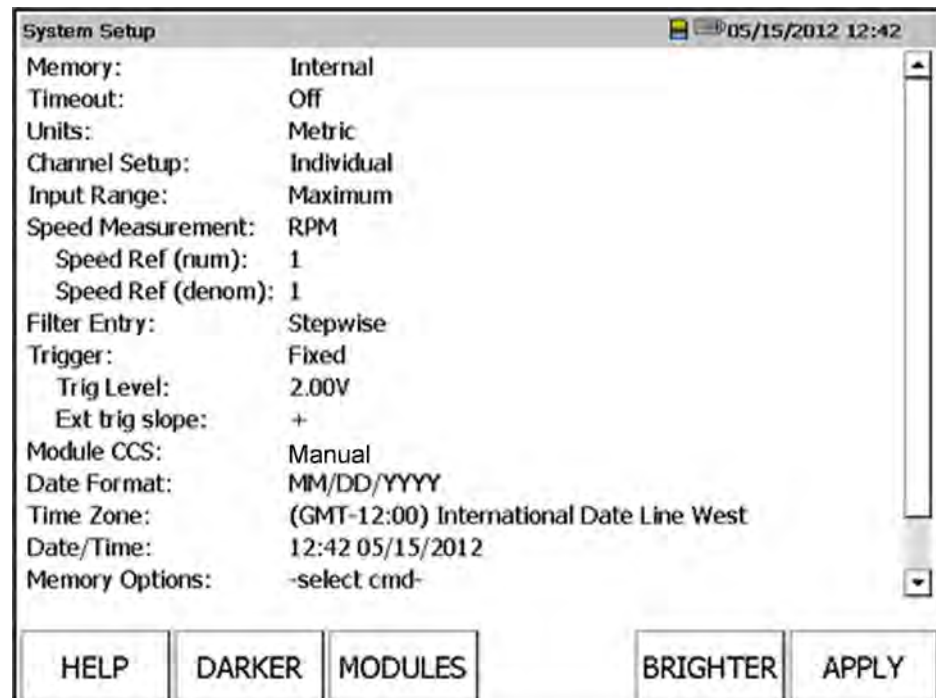 System Setup 05/15/2012 12:42
Memory: Internal
Timeout: Off
Units: Metric
Channel Setup: Individual
Input Range: Maximum
Speed Measurement: RPM
Speed Ref (num): 1
Speed Ref (denom): 1
Filter Entry: Stepwise
Trigger: Fixed
Trig Level: 2.00V
Ext trig slope: +
Module CCS: Manual
Date Format: MM/DD/YYYY
Time Zone: (GMT-12:00) International Date Line West
Date/Time: 12:42 05/15/2012
Memory Options: -select cmd-
HELP DARKER MODULES BRIGHTER APPLY